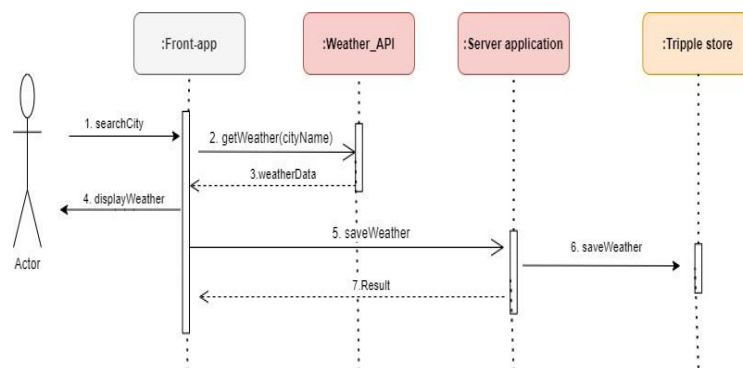 :Front-app
:Weather_API
:Server application
:Tripple store
1. searchCity
2. getWeather(cityName)
3.weatherData
4. displayWeather
5. saveWeather
6. saveWeather
7.Result
Actor